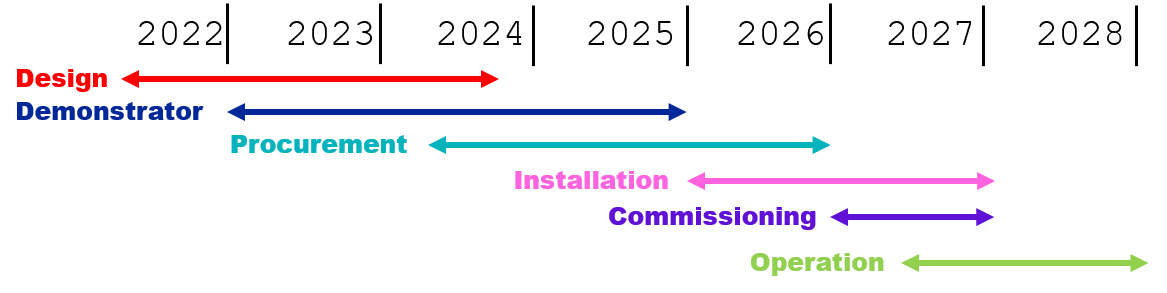 2022 2023 2024 2025 2026 2027 2028
Design
Demonstrator
Procurement
Installation
Commissioning
Operation